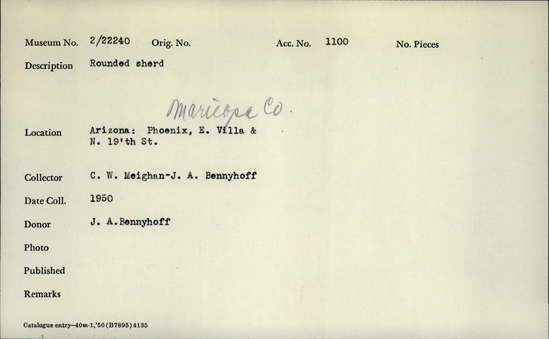 Museum No. 2/22240 Orig. No. Acc. No. 1100 No. Pieces
Description Rounded sherd
Maricopa Co.
Location Arizona: Phoenix, E. Villa &
N. 19'th St.
Collector C. W. Meighan-J. A. Bennyhoff
Date Coll. 1950
Donor J. A.Bennyhoff
Photo
Published
Remarks
Catalogue entry—40m-1,'56(B7895)4135